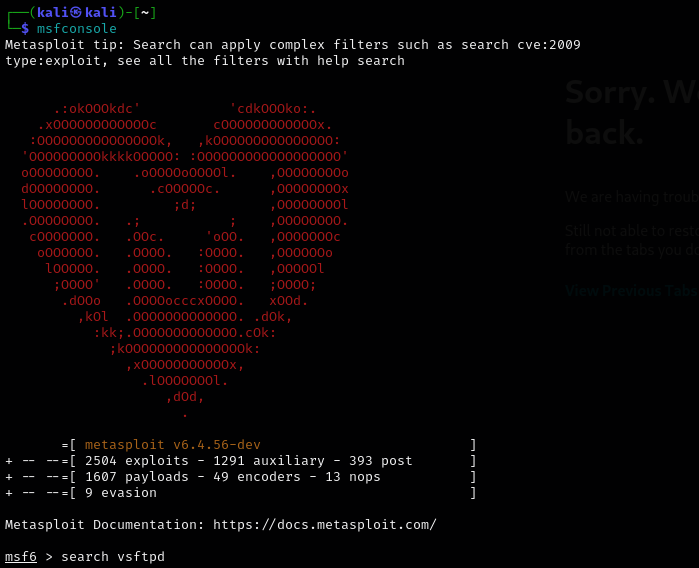 ┌──(kali㉿kali)-[~]
└─$ msfconsole
Metasploit tip: Search can apply complex filters such as search cve:2009
type:exploit, see all the filters with help search
     .:okOOOkdc'           'cdkOOOko:.
   .xOOOOOOOOOOOOc       cOOOOOOOOOOOOx.
  :OOOOOOOOOOOOOOOk,   ,kOOOOOOOOOOOOOOO:
 'OOOOOOOOOkkkkOOOOO: :OOOOOOOOOOOOOOOOOO'
 oOOOOOOOO.    .oOOOOoOOOOl.    ,OOOOOOOOo
 dOOOOOOOO.      .cOOOOOc.      ,OOOOOOOOx
 lOOOOOOOO.         ;d;         ,OOOOOOOOl
 .OOOOOOOO.   .;           ;    ,OOOOOOOO.
  cOOOOOOO.   .OOc.     'oOO.   ,OOOOOOOc
   oOOOOOO.   .OOOO.   :OOOO.   ,OOOOOOo
    lOOOOO.   .OOOO.   :OOOO.   ,OOOOOl
     ;OOOO'   .OOOO.   :OOOO.   ;OOOO;
      .dOOo   .OOOOocccxOOOO.   xOOd.
        ,kOl  .OOOOOOOOOOOOO. .dOk,
          :kk;.OOOOOOOOOOOOO.cOk:
            ;kOOOOOOOOOOOOOOOk:
              ,xOOOOOOOOOOOx,
                .lOOOOOOOl.
                   ,dOd,
                     .
      =[ metasploit v6.4.56-dev                          ]
+ -- --=[ 2504 exploits - 1291 auxiliary - 393 post       ]
+ -- --=[ 1607 payloads - 49 encoders - 13 nops           ]
+ -- --=[ 9 evasion                                       ]
Metasploit Documentation: https://docs.metasploit.com/
msf6 > search vsftpd
Sorry. We
back.
We are having troub
Still not able to resto
from the tabs you do
View Previous Tabs